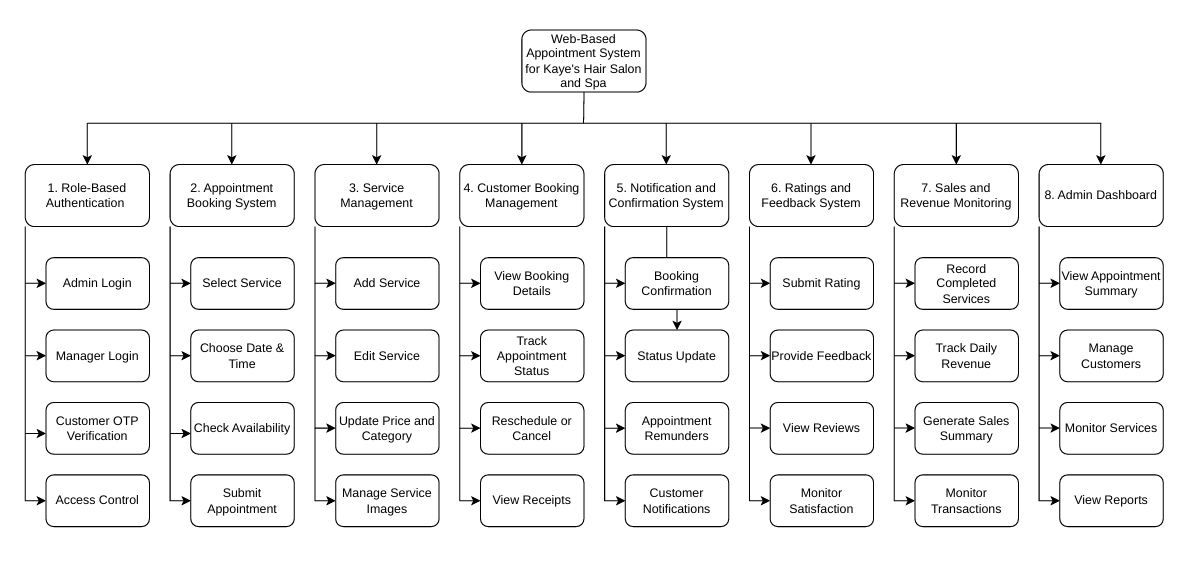 Web-Based
Appointment System
for Kaye's Hair Salon
and Spa
1. Role-Based
Authentication
2. Appointment
Booking System
3. Service
Management
4. Customer Booking
Management
5. Notification and
Confirmation System
6. Ratings and
Feedback System
7. Sales and
Revenue Monitoring
8. Admin Dashboard
Admin Login
Manager Login
Customer OTP
Verification
Access Control
Select Service
Choose Date &
Time
Check Availability
Submit
Appointment
Add Service
Edit Service
Update Price and
Category
Manage Service
Images
View Booking
Details
Track
Appointment
Status
Reschedule or
Cancel
View Receipts
Booking
Confirmation
Status Update
Appointment
Remunders
Customer
Notifications
Submit Rating
Provide Feedback
View Reviews
Monitor
Satisfaction
Record
Completed
Services
Track Daily
Revenue
Generate Sales
Summary
Monitor
Transactions
View Appointment
Summary
Manage
Customers
Monitor Services
View Reports